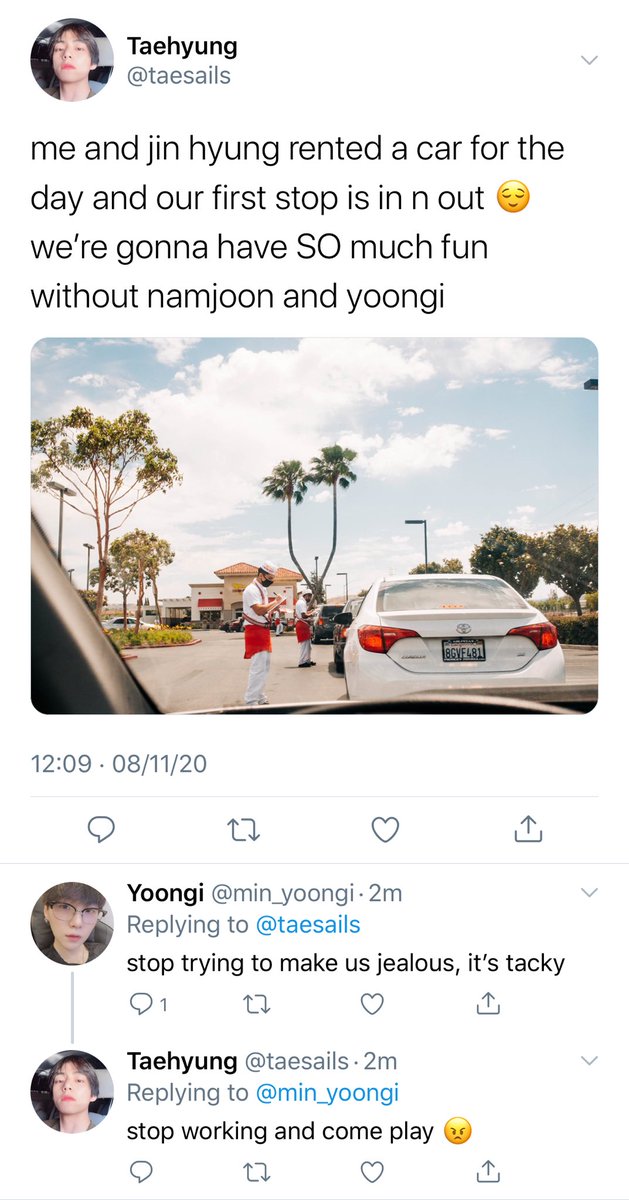 Taehyung
@taesails
me and jin hyung rented a car for the
day and our first stop is in n out 😌
we’re gonna have SO much fun
without namjoon and yoongi
8GVF481
12:09 · 08/11/20
Yoongi @min_yoongi · 2m
Replying to @taesails
stop trying to make us jealous, it’s tacky
1
Taehyung @taesails · 2m
Replying to @min_yoongi
stop working and come play 😠